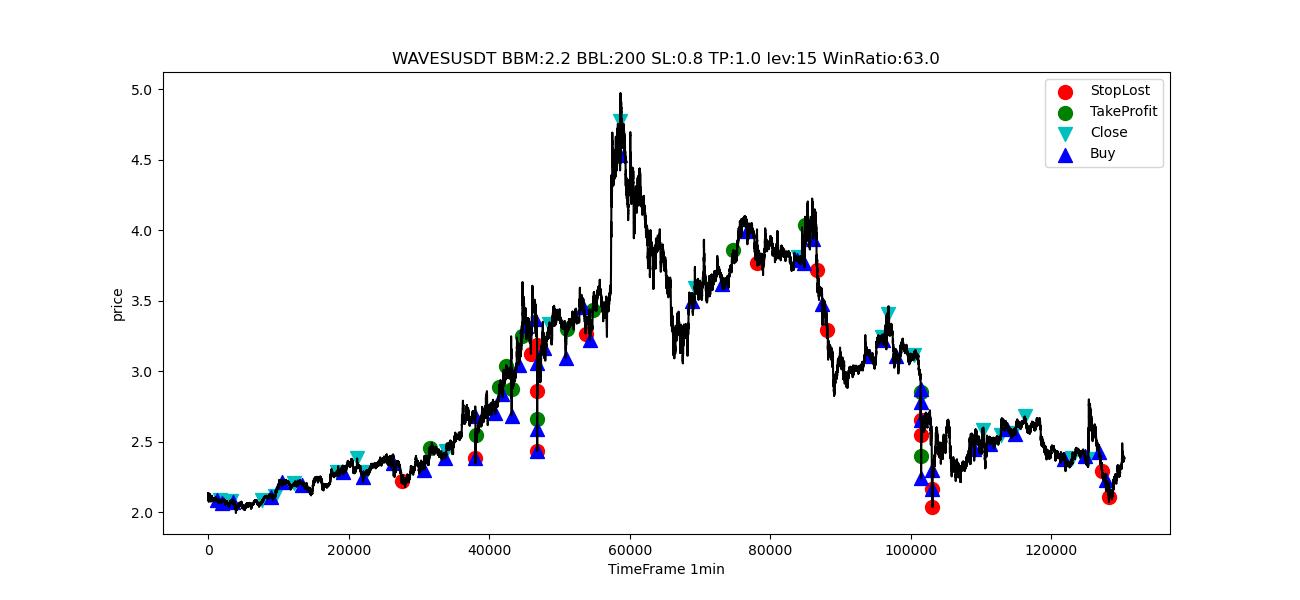 WAVESUSDT BBM:2.2 BBL:200 SL:0.8 TP:1.0 lev:15 WinRatio:63.0
StopLost
TakeProfit
Close
Buy
price
5.0
4.5
4.0
3.5
3.0
2.5
2.0
0 20000 40000 60000 80000 100000 120000
TimeFrame 1min